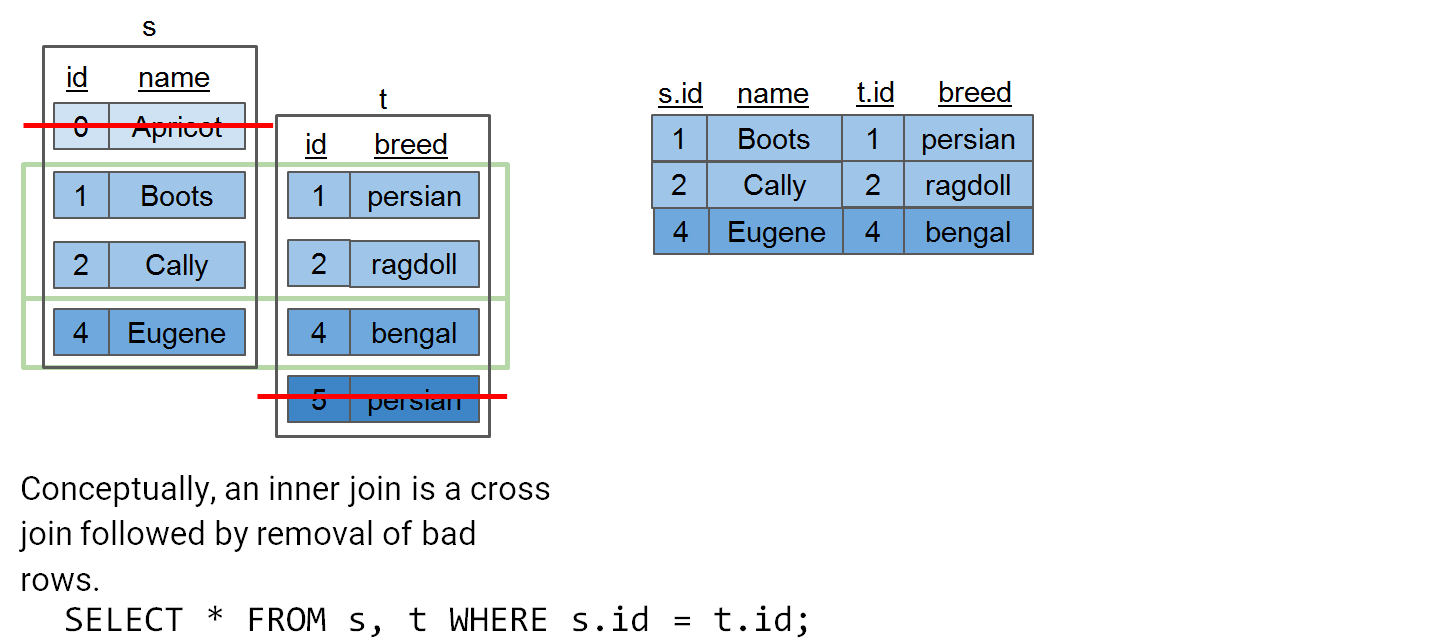 s
id name
0 Apricot
1 Boots
2 Cally
4 Eugene
t
id breed
1 persian
2 ragdoll
4 bengal
5 persian
s.id name t.id breed
1 Boots 1 persian
2 Cally 2 ragdoll
4 Eugene 4 bengal
Conceptually, an inner join is a cross
join followed by removal of bad
rows.
SELECT * FROM s, t WHERE s.id = t.id;